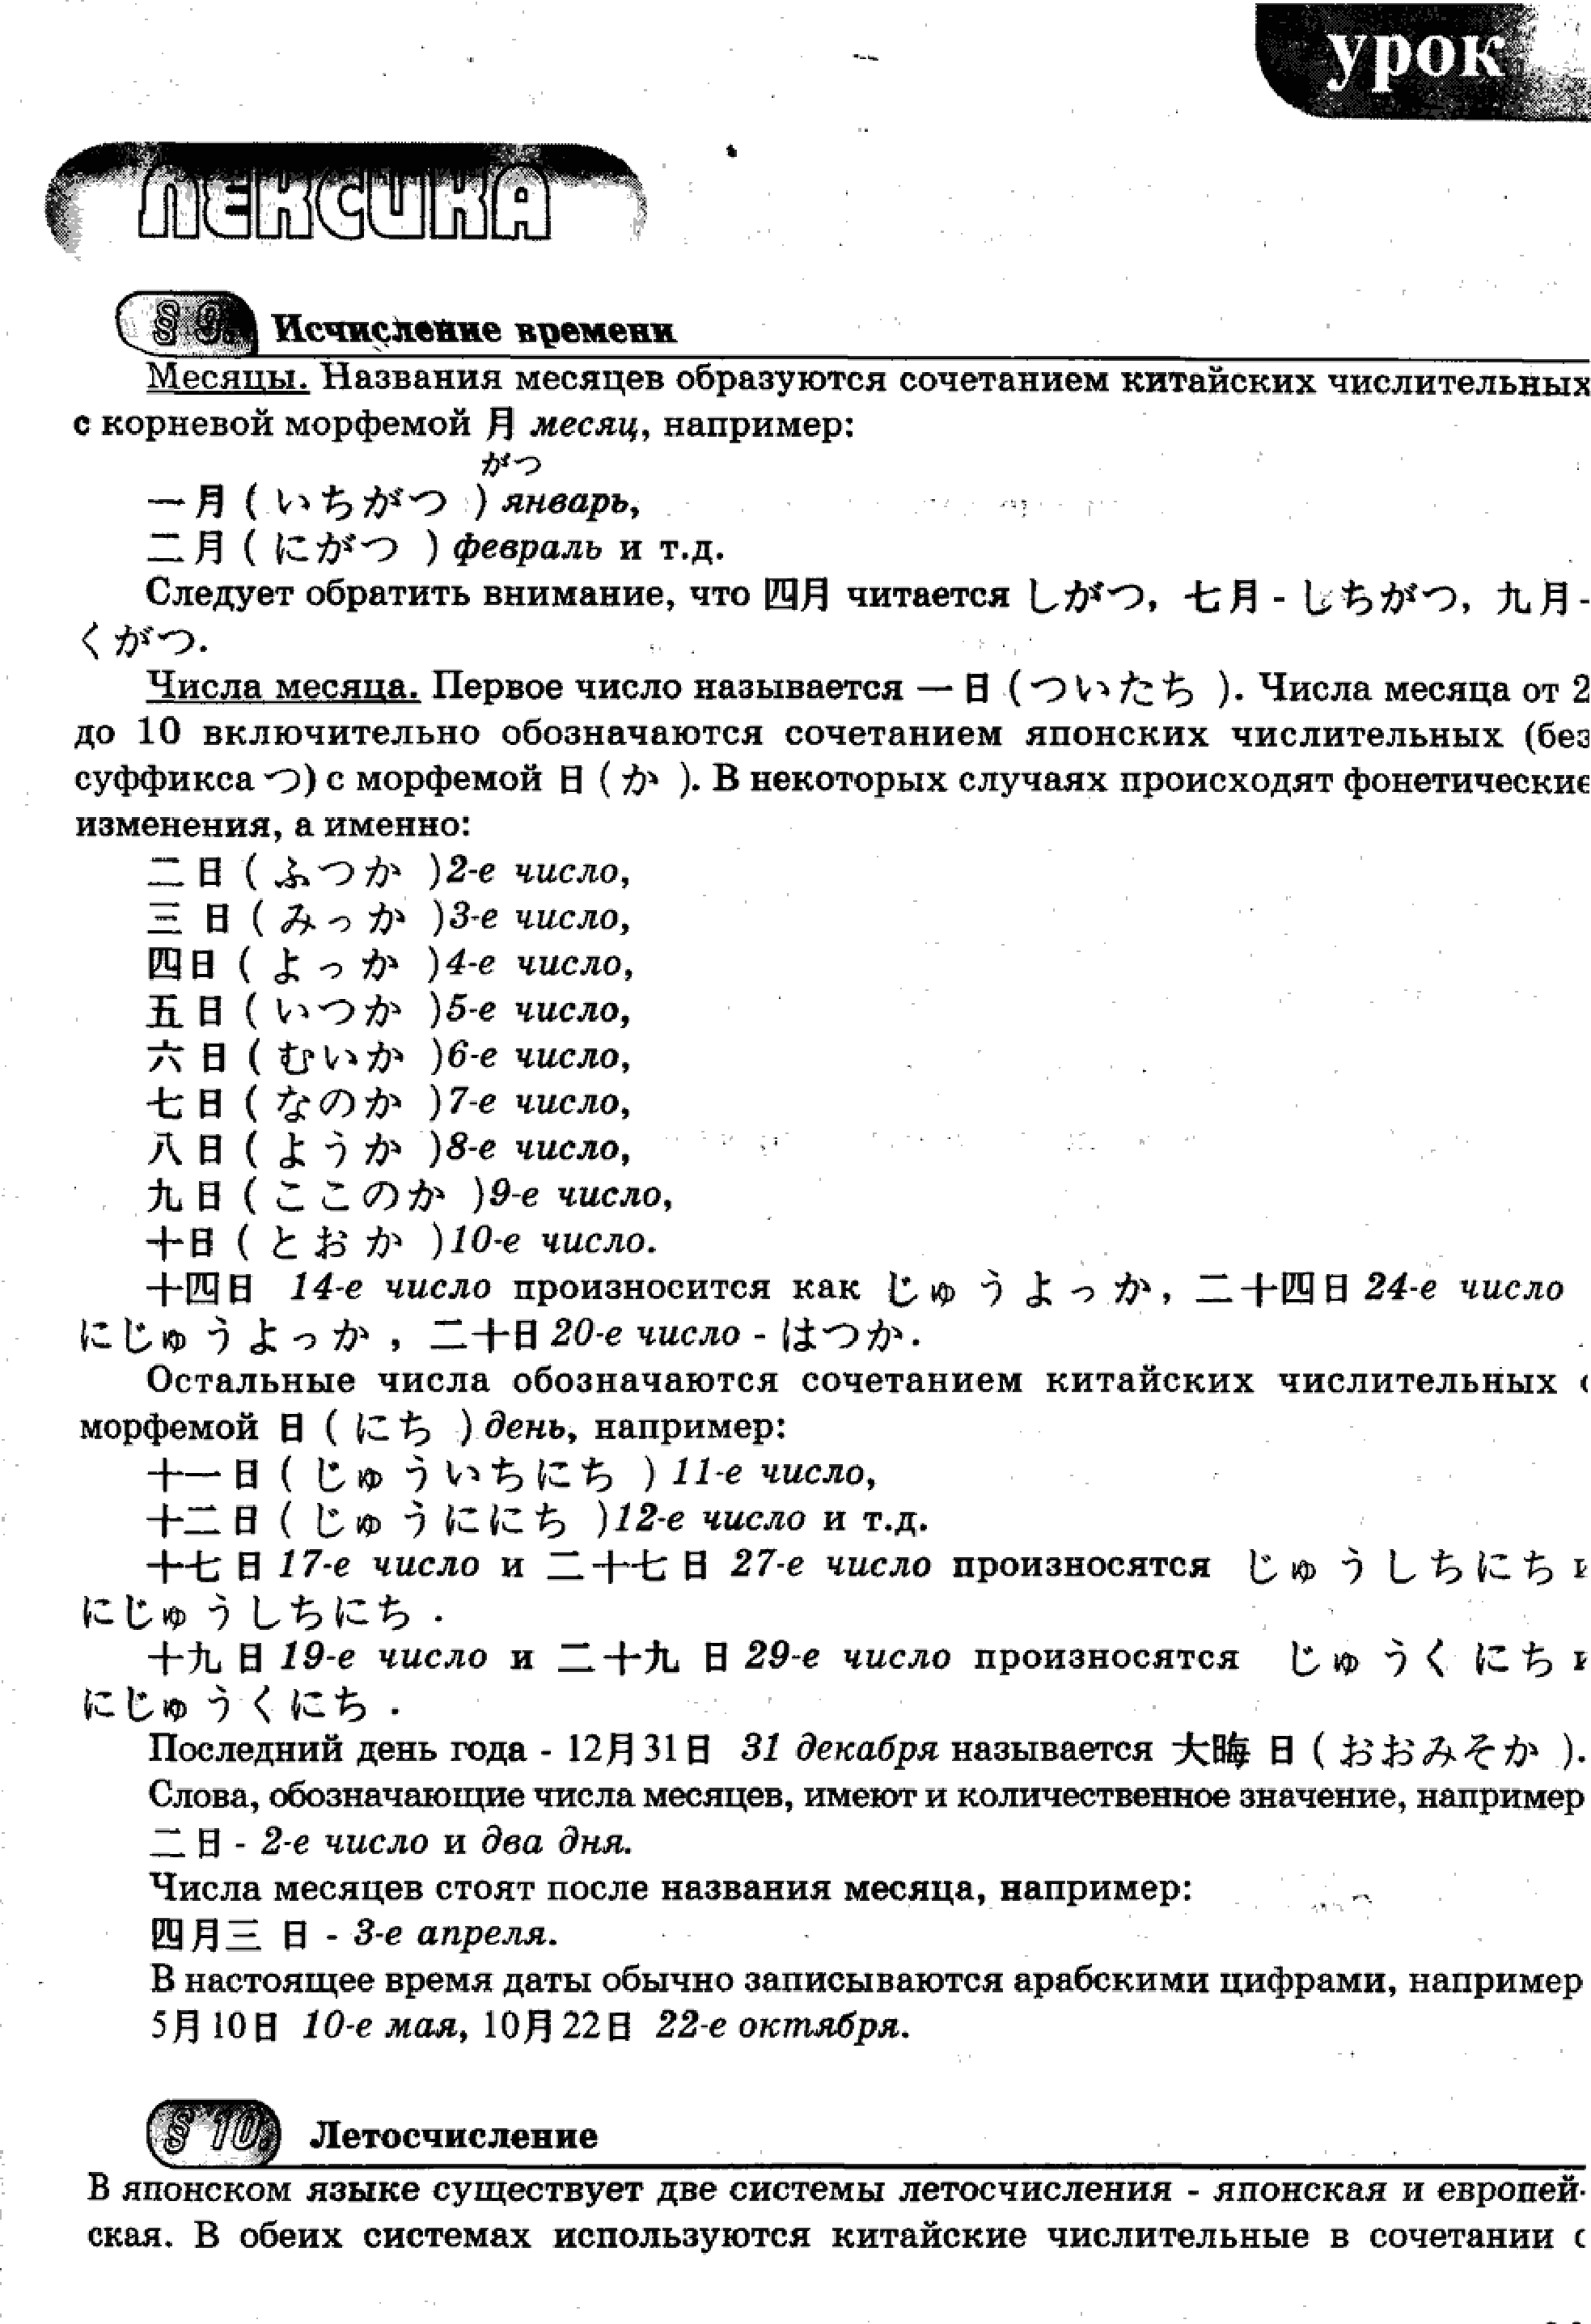 урок
ЛЕКСИКА
§ 9. Исчисление времени
Месяцы. Названия месяцев образуются сочетанием китайских числительных
с корневой морфемой 月 месяц, например:
がつ
一月 ( いちがつ ) январь,
二月 ( にがつ ) февраль и т.д.
Следует обратить внимание, что 四月 читается しがつ, 七月 - しちがつ, 九月 -
くがつ.
Числа месяца. Первое число называется 一日 ( ついたち ). Числа месяца от 2
до 10 включительно обозначаются сочетанием японских числительных (без
суффикса つ) с морфемой 日 ( か ). В некоторых случаях происходят фонетические
изменения, а именно:
二日 ( ふつか )2-е число,
三日 ( みっか )3-е число,
四日 ( よっか )4-е число,
五日 ( いつか )5-е число,
六日 ( むいか )6-е число,
七日 ( なのか )7-е число,
八日 ( ようか )8-е число,
九日 ( ここのか )9-е число,
十日 ( とおか )10-е число.
十四日 14-е число произносится как じゅうよっか, 二十四日 24-е число
にじゅうよっか, 二十日 20-е число - はつか.
Остальные числа обозначаются сочетанием китайских числительных с
морфемой 日 ( にち ) день, например:
十一日 ( じゅういちにち ) 11-е число,
十二日 ( じゅうににち )12-е число и т.д.
十七日 17-е число и 二十七日 27-е число произносятся じゅうしちにち и
にじゅうしちにち.
十九日 19-е число и 二十九日 29-е число произносятся じゅうくにち и
にじゅうくにち.
Последний день года - 12月31日 31 декабря называется 大晦日 ( おおみそか ).
Слова, обозначающие числа месяцев, имеют и количественное значение, например
二日 - 2-е число и два дня.
Числа месяцев стоят после названия месяца, например:
四月三日 - 3-е апреля.
В настоящее время даты обычно записываются арабскими цифрами, например
5月10日 10-е мая, 10月22日 22-е октября.
§ 10. Летосчисление
В японском языке существует две системы летосчисления - японская и европей-
ская. В обеих системах используются китайские числительные в сочетании с